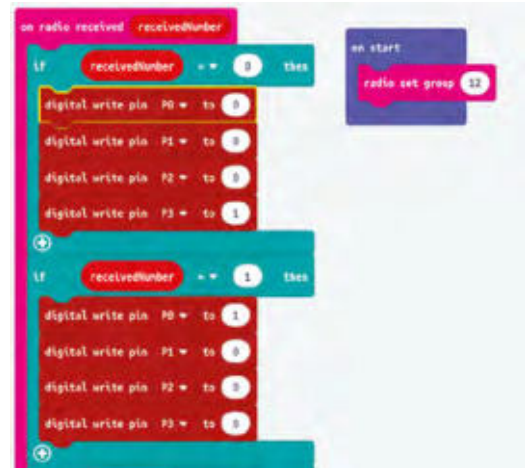 on radio received receivedNumber
if receivedNumber = 0 then
digital write pin P0 to 0
digital write pin P1 to 0
digital write pin P2 to 0
digital write pin P3 to 1
if receivedNumber = 1 then
digital write pin P0 to 1
digital write pin P1 to 0
digital write pin P2 to 0
digital write pin P3 to 0
on start
radio set group 12